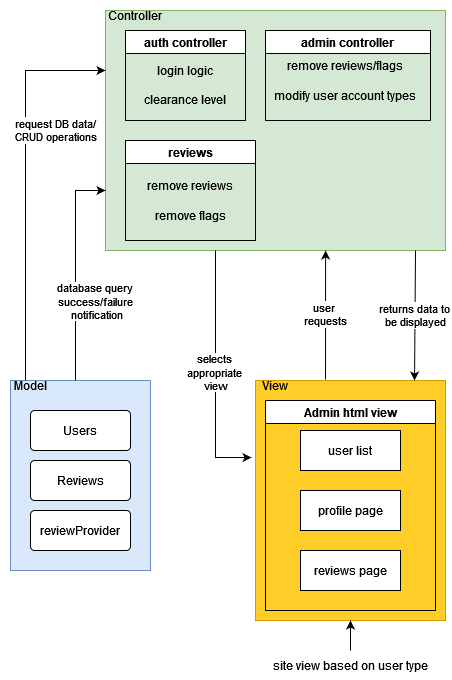 Controller
auth controller
login logic
clearance level
admin controller
remove reviews/flags
modify user account types
reviews
remove reviews
remove flags
request DB data/
CRUD operations
database query
success/failure
notification
user
requests
returns data to
be displayed
selects
appropriate
view
Model
Users
Reviews
reviewProvider
View
Admin html view
user list
profile page
reviews page
site view based on user type